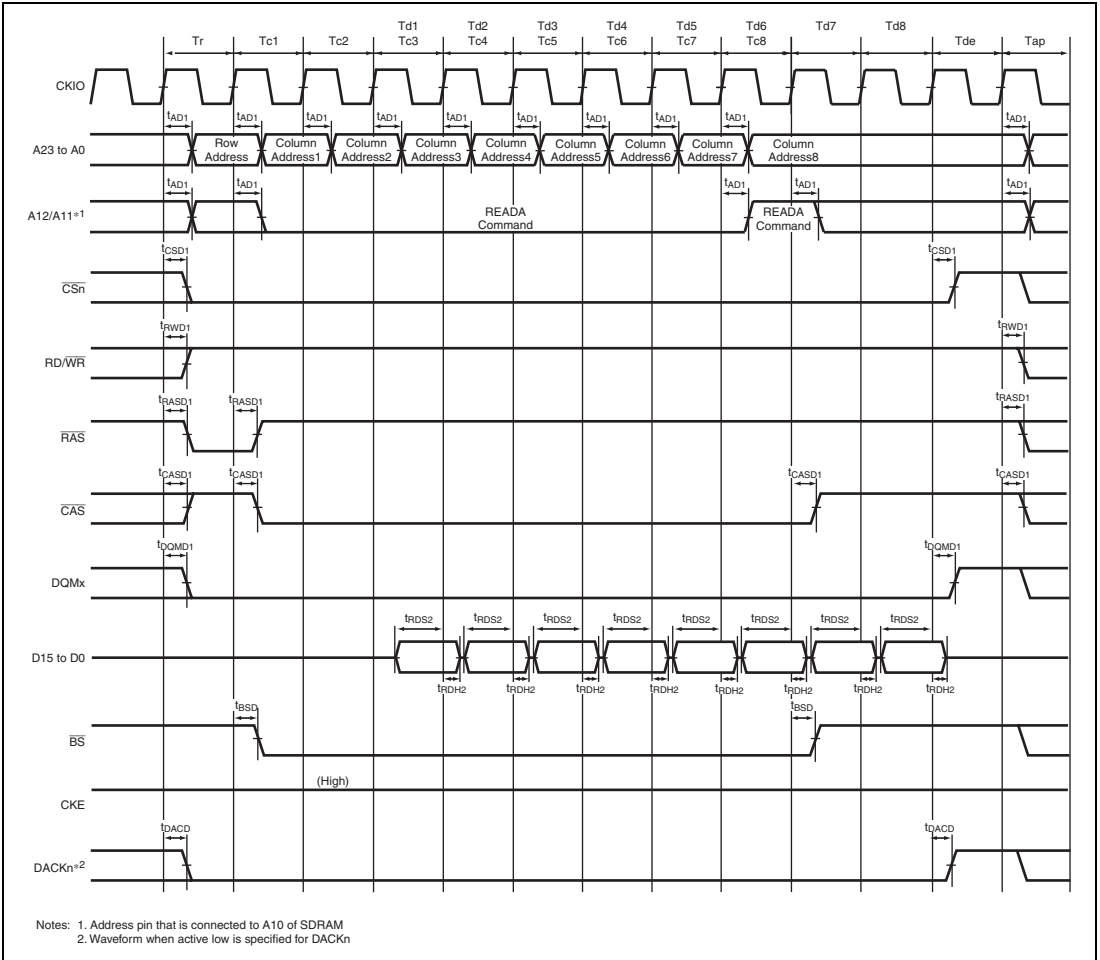 Td1 Td2 Td3 Td4 Td5 Td6 Td7 Td8
Tr Tc1 Tc2 Tc3 Tc4 Tc5 Tc6 Tc7 Tc8 Tde Tap
CKIO
tAD1 tAD1 tAD1 tAD1 tAD1 tAD1 tAD1 tAD1 tAD1 tAD1
A23 to A0
Row Address
Column Address1
Column Address2
Column Address3
Column Address4
Column Address5
Column Address6
Column Address7
Column Address8
tAD1 tAD1 tAD1 tAD1 tAD1
A12/A11*1
READA
Command
READA
Command
tCSD1 tCSD1
CSn
tRWD1 tRWD1
RD/WR
tRASD1 tRASD1 tRASD1
RAS
tCASD1 tCASD1 tCASD1 tCASD1
CAS
tDQMD1 tDQMD1
DQMx
tRDS2 tRDS2 tRDS2 tRDS2 tRDS2 tRDS2 tRDS2 tRDS2
D15 to D0
tRDH2 tRDH2 tRDH2 tRDH2 tRDH2 tRDH2 tRDH2 tRDH2
tBSD tBSD
BS
(High)
CKE
tDACD tDACD
DACKn*2
Notes: 1. Address pin that is connected to A10 of SDRAM
2. Waveform when active low is specified for DACKn